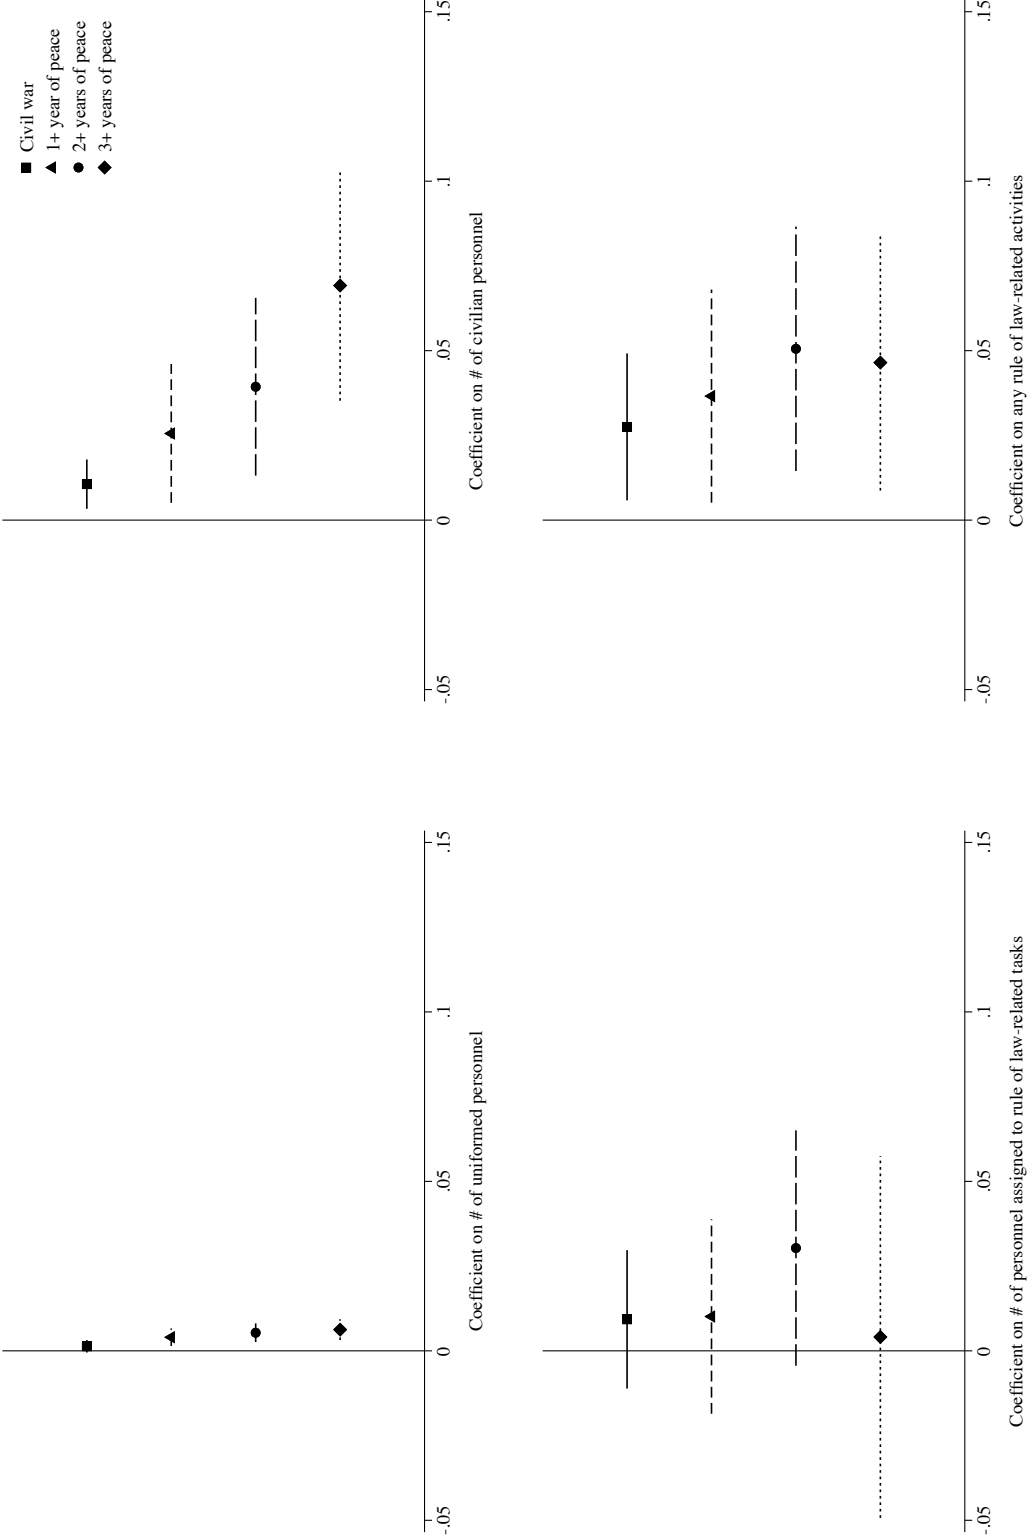 Civil war
1+ year of peace
2+ years of peace
3+ years of peace
-.05 0 .05 .1 .15
Coefficient on # of uniformed personnel
-.05 0 .05 .1 .15
Coefficient on # of civilian personnel
-.05 0 .05 .1 .15
Coefficient on # of personnel assigned to rule of law-related tasks
-.05 0 .05 .1 .15
Coefficient on any rule of law-related activities